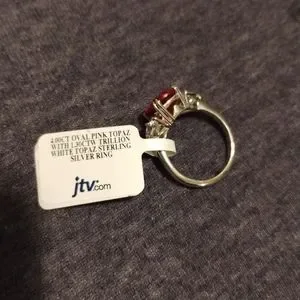 4.00CT OVAL PINK TOPAZ
WITH 1.30CTW TRILLION
WHITE TOPAZ STERLING
SILVER RING
jtv.com